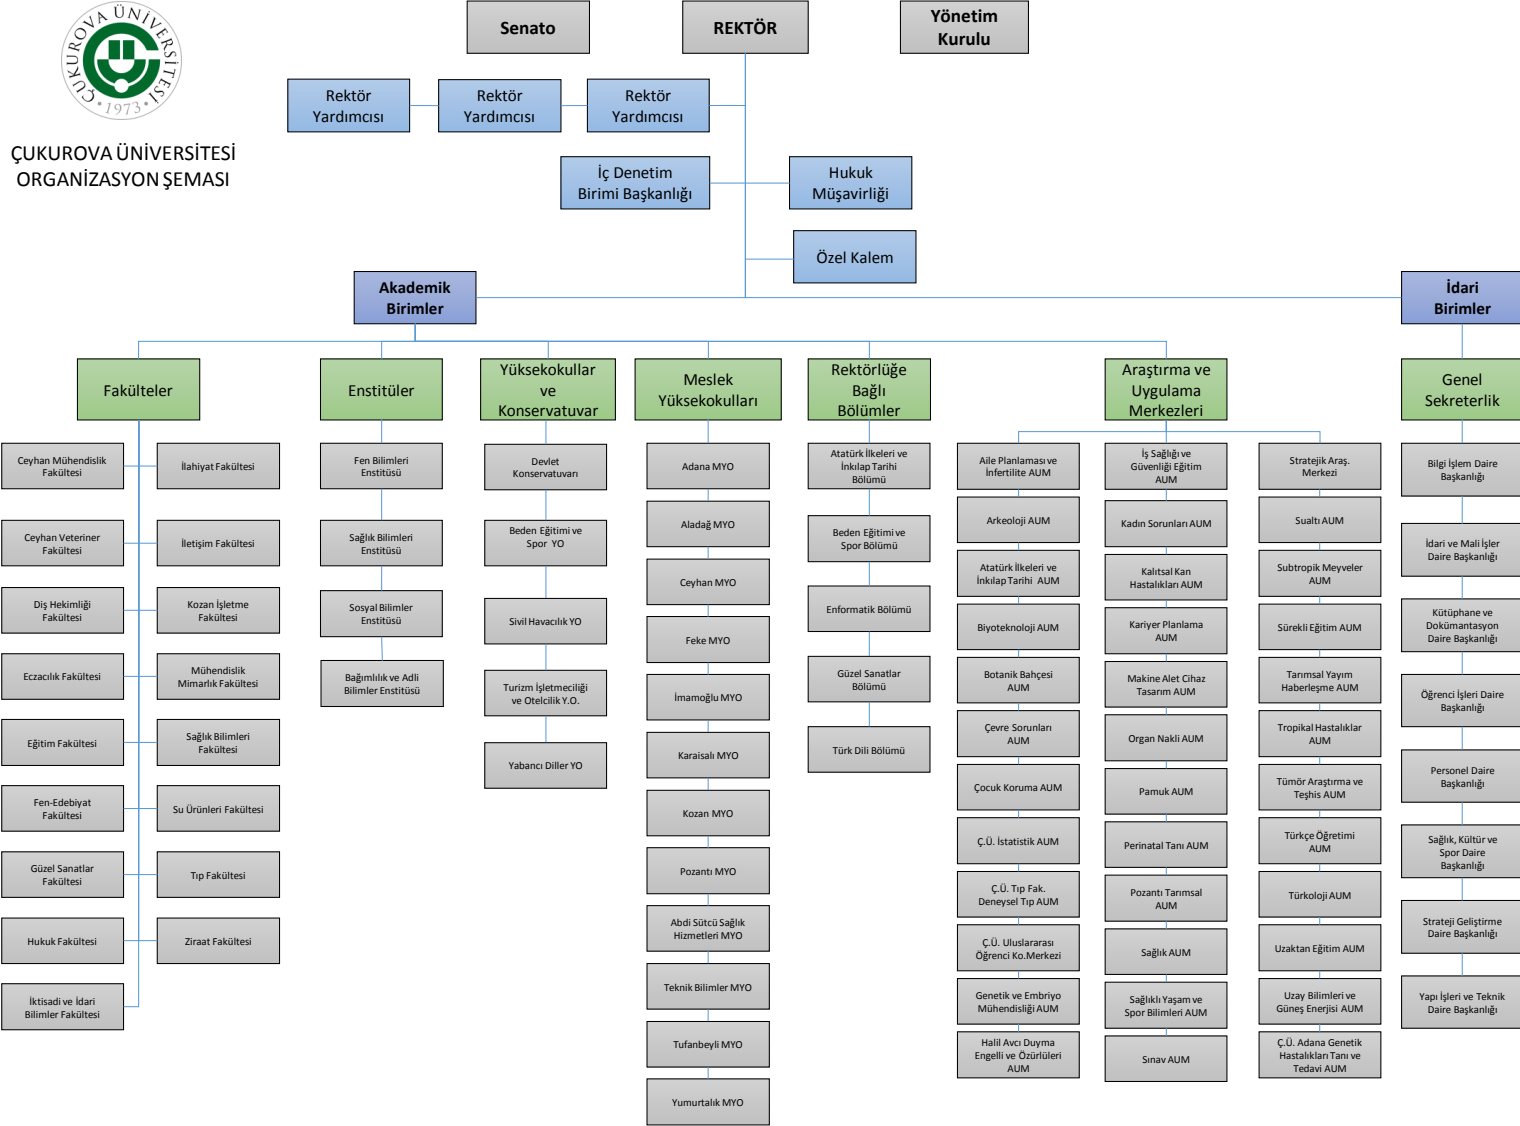 ÇUKUROVA ÜNİVERSİTESİ
•1973•
ÇUKUROVA ÜNİVERSİTESİ
ORGANİZASYON ŞEMASI
Senato
REKTÖR
Yönetim
Kurulu
Rektör
Yardımcısı
Rektör
Yardımcısı
Rektör
Yardımcısı
İç Denetim
Birimi Başkanlığı
Hukuk
Müşavirliği
Özel Kalem
Akademik
Birimler
İdari
Birimler
Fakülteler
Ceyhan Mühendislik
Fakültesi
İlahiyat Fakültesi
Ceyhan Veteriner
Fakültesi
İletişim Fakültesi
Diş Hekimliği
Fakültesi
Kozan İşletme
Fakültesi
Eczacılık Fakültesi
Mühendislik
Mimarlık Fakültesi
Eğitim Fakültesi
Sağlık Bilimleri
Fakültesi
Fen-Edebiyat
Fakültesi
Su Ürünleri Fakültesi
Güzel Sanatlar
Fakültesi
Tıp Fakültesi
Hukuk Fakültesi
Ziraat Fakültesi
İktisadi ve İdari
Bilimler Fakültesi
Enstitüler
Fen Bilimleri
Enstitüsü
Sağlık Bilimleri
Enstitüsü
Sosyal Bilimler
Enstitüsü
Bağımlılık ve Adli
Bilimler Enstitüsü
Yüksekokullar
ve
Konservatuvar
Devlet
Konservatuvarı
Beden Eğitimi ve
Spor YO
Sivil Havacılık YO
Turizm İşletmeciliği
ve Otelcilik Y.O.
Yabancı Diller YO
Meslek
Yüksekokulları
Adana MYO
Aladağ MYO
Ceyhan MYO
Feke MYO
İmamoğlu MYO
Karaisalı MYO
Kozan MYO
Pozantı MYO
Abdi Sütcü Sağlık
Hizmetleri MYO
Teknik Bilimler MYO
Tufanbeyli MYO
Yumurtalık MYO
Rektörlüğe
Bağlı
Bölümler
Atatürk İlkeleri ve
İnkılap Tarihi
Bölümü
Beden Eğitimi ve
Spor Bölümü
Enformatik Bölümü
Güzel Sanatlar
Bölümü
Türk Dili Bölümü
Araştırma ve
Uygulama
Merkezleri
Aile Planlaması ve
İnfertilite AUM
Arkeoloji AUM
Atatürk İlkeleri ve
İnkılap Tarihi AUM
Biyoteknoloji AUM
Botanik Bahçesi
AUM
Çevre Sorunları
AUM
Çocuk Koruma AUM
Ç.Ü. İstatistik AUM
Ç.Ü. Tıp Fak.
Deneysel Tıp AUM
Ç.Ü. Uluslararası
Öğrenci Ko.Merkezi
Genetik ve Embriyo
Mühendisliği AUM
Halil Avcı Duyma
Engelli ve Özürlüleri
AUM
İş Sağlığı ve
Güvenliği Eğitim
AUM
Kadın Sorunları AUM
Kalıtsal Kan
Hastalıkları AUM
Kariyer Planlama
AUM
Makine Alet Cihaz
Tasarım AUM
Organ Nakli AUM
Pamuk AUM
Perinatal Tanı AUM
Pozantı Tarımsal
AUM
Sağlık AUM
Sağlıklı Yaşam ve
Spor Bilimleri AUM
Sınav AUM
Stratejik Araş.
Merkezi
Sualtı AUM
Subtropik Meyveler
AUM
Sürekli Eğitim AUM
Tarımsal Yayım
Haberleşme AUM
Tropikal Hastalıklar
AUM
Tümör Araştırma ve
Teşhis AUM
Türkçe Öğretimi
AUM
Türkoloji AUM
Uzaktan Eğitim AUM
Uzay Bilimleri ve
Güneş Enerjisi AUM
Ç.Ü. Adana Genetik
Hastalıkları Tanı ve
Tedavi AUM
Genel
Sekreterlik
Bilgi İşlem Daire
Başkanlığı
İdari ve Mali İşler
Daire Başkanlığı
Kütüphane ve
Dokümantasyon
Daire Başkanlığı
Öğrenci İşleri Daire
Başkanlığı
Personel Daire
Başkanlığı
Sağlık, Kültür ve
Spor Daire
Başkanlığı
Strateji Geliştirme
Daire Başkanlığı
Yapı İşleri ve Teknik
Daire Başkanlığı